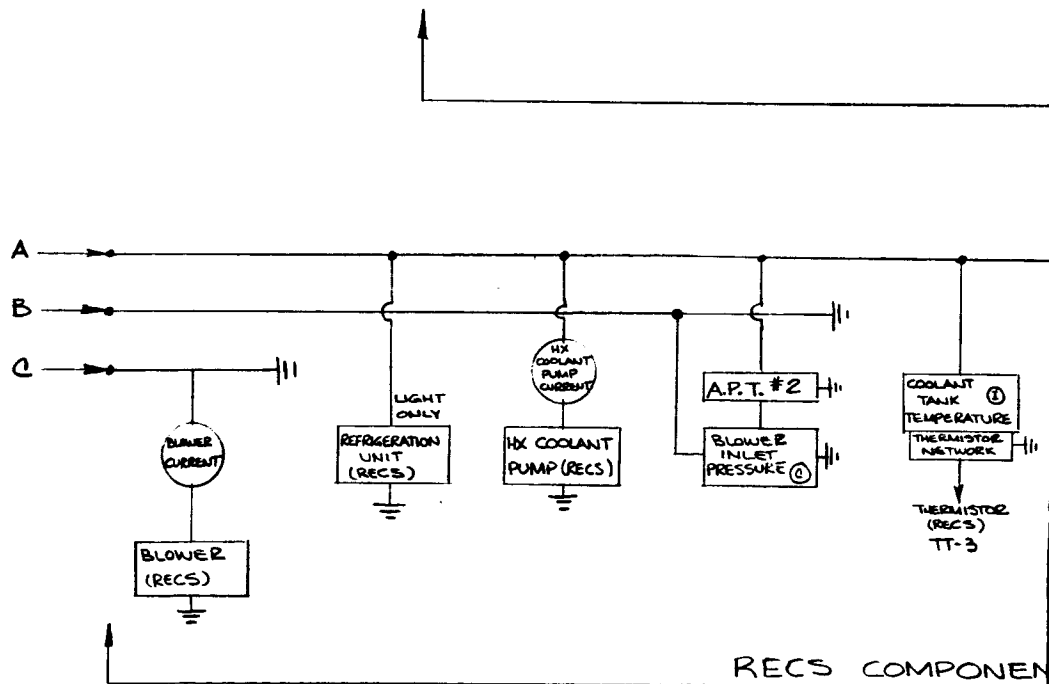 A
B
C
BLOWER
CURRENT
BLOWER
(RECS)
LIGHT
ONLY
REFRIGERATION
UNIT
(RECS)
HX
COOLANT
PUMP
CURRENT
HX COOLANT
PUMP (RECS)
A.P.T. #2
BLOWER
INLET
PRESSURE C
COOLANT
TANK I
TEMPERATURE
THERMISTOR
NETWORK
THERMISTOR
(RECS)
TT-3
RECS COMPONEN